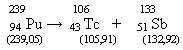 239 106 133
94 Pu → 43 Tc + 51 Sb
(239,05) (105,91) (132,92)